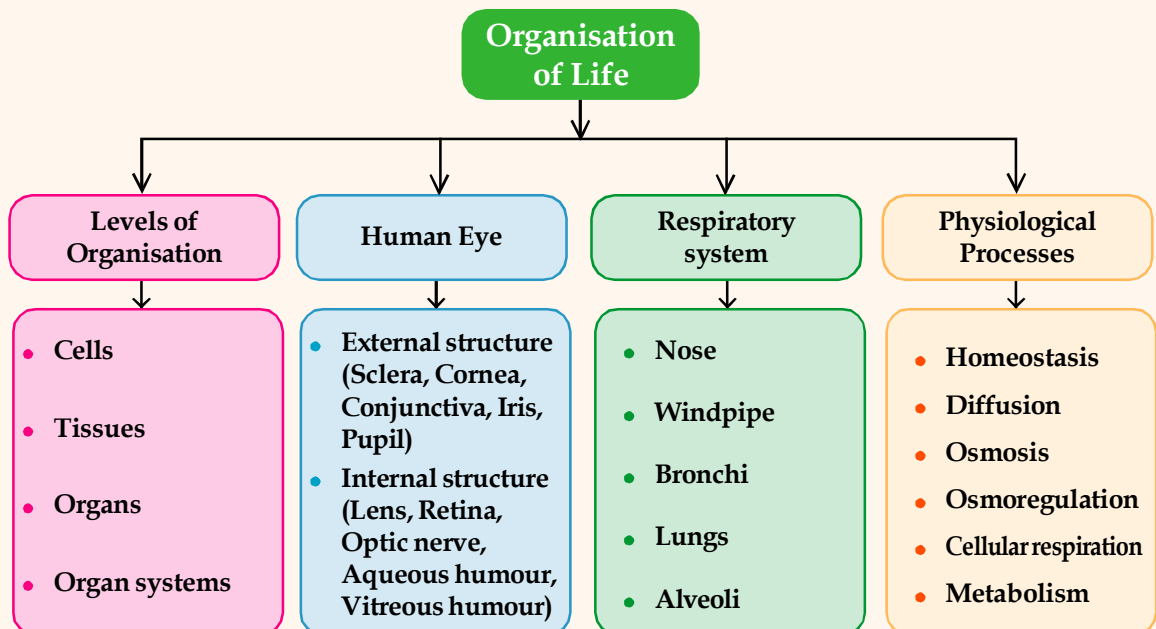 Organisation
of Life
Levels of
Organisation
Human Eye
Respiratory
system
Physiological
Processes
Cells
Tissues
Organs
Organ systems
External structure
(Sclera, Cornea,
Conjunctiva, Iris,
Pupil)
Internal structure
(Lens, Retina,
Optic nerve,
Aqueous humour,
Vitreous humour)
Nose
Windpipe
Bronchi
Lungs
Alveoli
Homeostasis
Diffusion
Osmosis
Osmoregulation
Cellular respiration
Metabolism